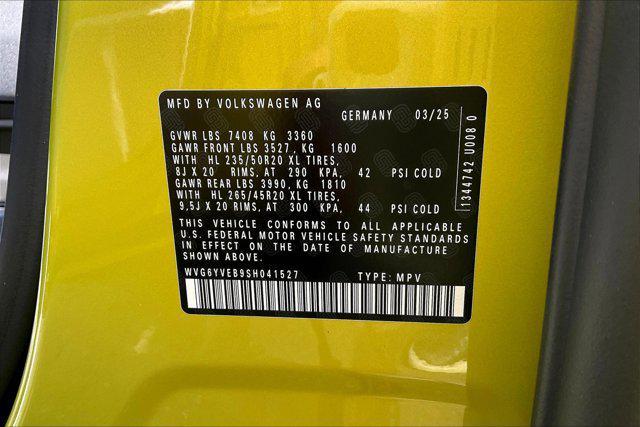 MFD BY VOLKSWAGEN AG GERMANY 03/25
GVWR LBS 7408 KG 3360
GAWR FRONT LBS 3527, KG 1600
WITH HL 235/50R20 XL TIRES,
8J X 20 RIMS, AT 290 KPA, 42 PSI COLD
GAWR REAR LBS 3990, KG 1810
WITH HL 265/45R20 XL TIRES,
9,5J X 20 RIMS, AT 300 KPA, 44 PSI COLD
THIS VEHICLE CONFORMS TO ALL APPLICABLE
U.S. FEDERAL MOTOR VEHICLE SAFETY STANDARDS
IN EFFECT ON THE DATE OF MANUFACTURE
SHOWN ABOVE.
WVG6YVEB9SH041527 TYPE: MPV
1344742 U008 0